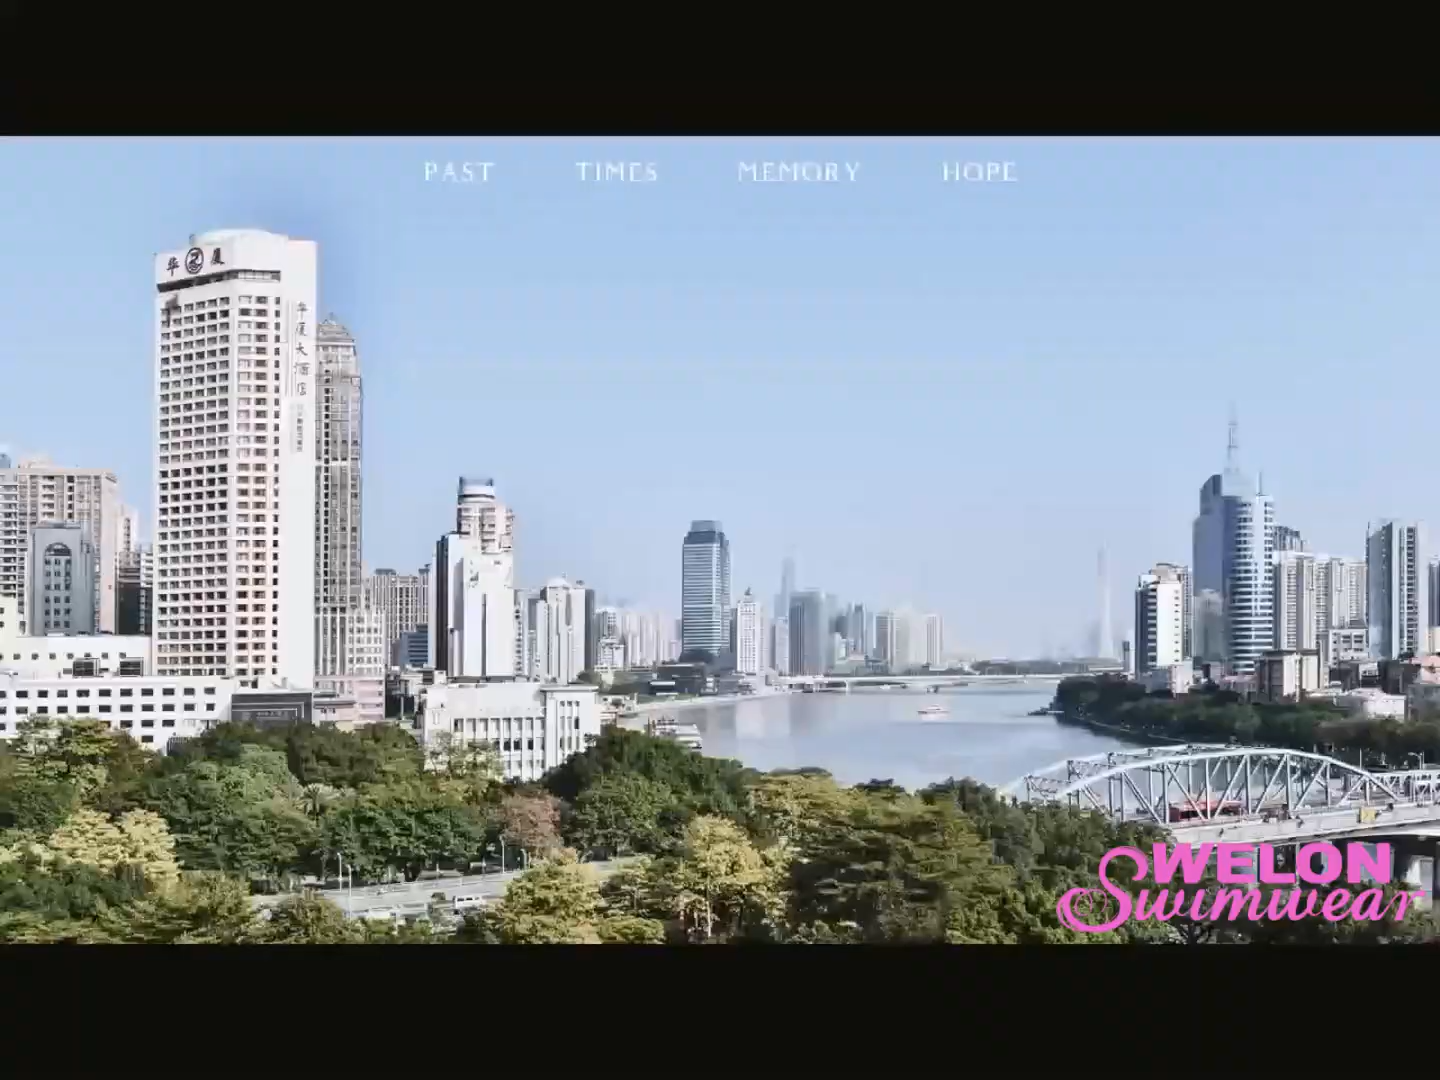 PAST TIMES MEMORY HOPE
华 厦
华厦大酒店
WELON
Swimwear